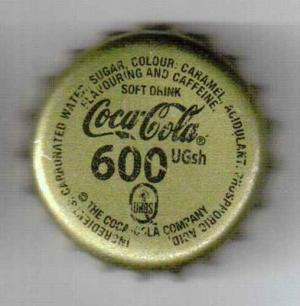 INGREDIENTS: CARBONATED WATER, SUGAR, COLOUR: CARAMEL, ACIDULANT: PHOSPHORIC ACID,
FLAVOURING AND CAFFEINE.
SOFT DRINK
Coca-Cola®
600 UGsh
UNBS
© THE COCA-COLA COMPANY